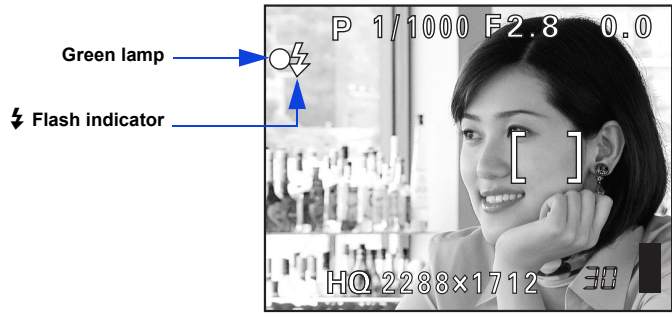 P 1/1000 F2.8 0.0
Green lamp
Flash indicator
HQ 2288×1712 30